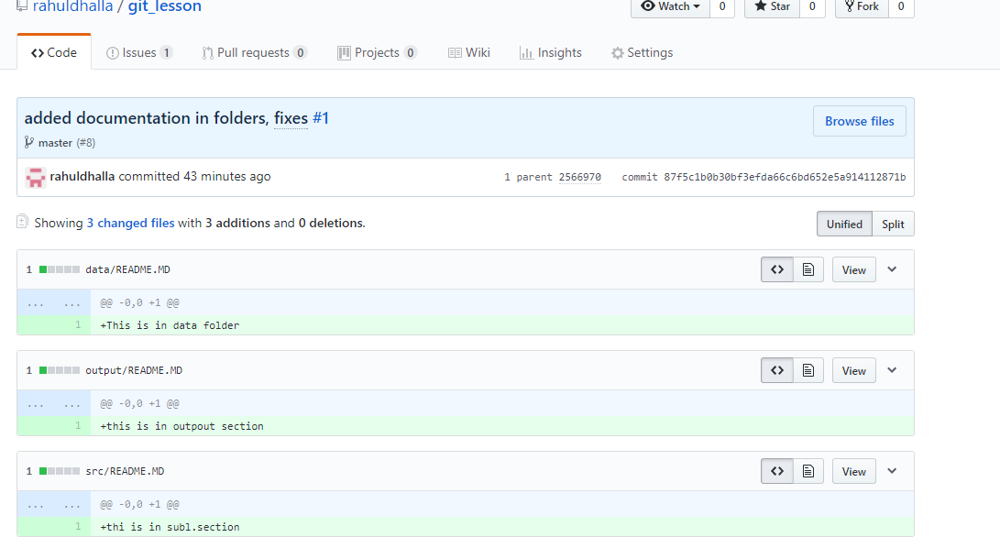 rahuldhalla / git_lesson
Watch 0 Star 0 Fork 0
Code Issues 1 Pull requests 0 Projects 0 Wiki Insights Settings
added documentation in folders, fixes #1
Browse files
master (#8)
rahuldhalla committed 43 minutes ago 1 parent 2566970 commit 87f5c1b0b30bf3efda66c6bd652e5a914112871b
Showing 3 changed files with 3 additions and 0 deletions.
Unified Split
1 data/README.MD View
... ... @@ -0,0 +1 @@
1 +This is in data folder
1 output/README.MD View
... ... @@ -0,0 +1 @@
1 +this is in outpout section
1 src/README.MD View
... ... @@ -0,0 +1 @@
1 +thi is in subl.section